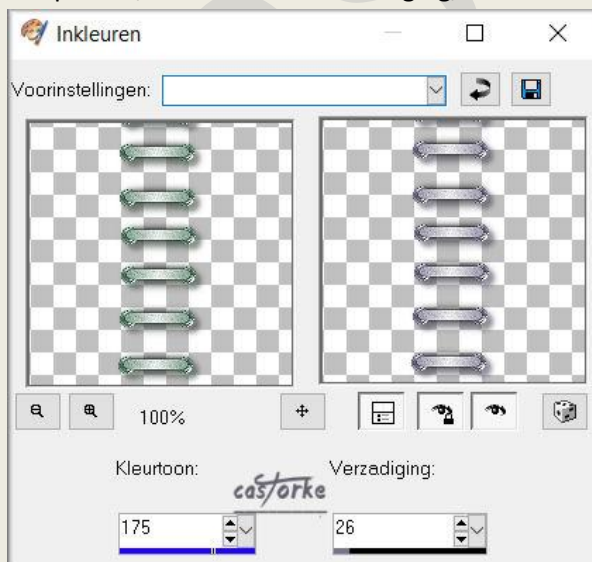 Inkleuren
Voorinstellingen:
100%
Kleurtoon: Verzadiging:
castorke
175 26